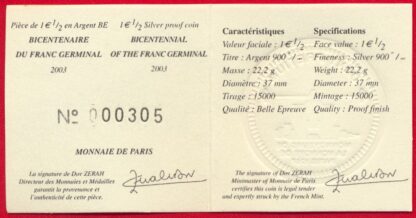 Pièce de 1€ 1/2 en Argent BE
BICENTENAIRE
DU FRANC GERMINAL
2003
1€ 1/2 Silver proof coin
BICENTENNIAL
OF THE FRANC GERMINAL
2003
Nº 000305
MONNAIE DE PARIS
La signature de Dov ZERAH
Directeur des Monnaies et Médailles
garantit la provenance et
l'authenticité de cette pièce.
Caractéristiques
Valeur faciale : 1€ 1/2
Titre : Argent 900°/°°
Masse : 22,2 g
Diamètre : 37 mm
Tirage : 15000
Qualité : Belle Epreuve
Specifications
Face value : 1€ 1/2
Fineness : Silver 900°/°°
Weight : 22,2 g
Diameter : 37 mm
Mintage : 15000
Quality : Proof finish
The signature of Dov ZERAH
Mintmaster of Monnaie de Paris
certifies this coin is legal tender
and expertly struck by the French Mint.